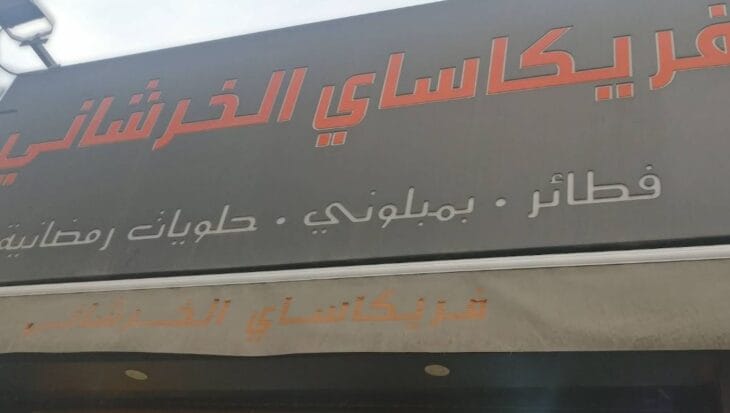 فريكاساي الخرشاني
فطائر • بمبلوني • حلويات رمضانية
فريكاساي الخرشاني